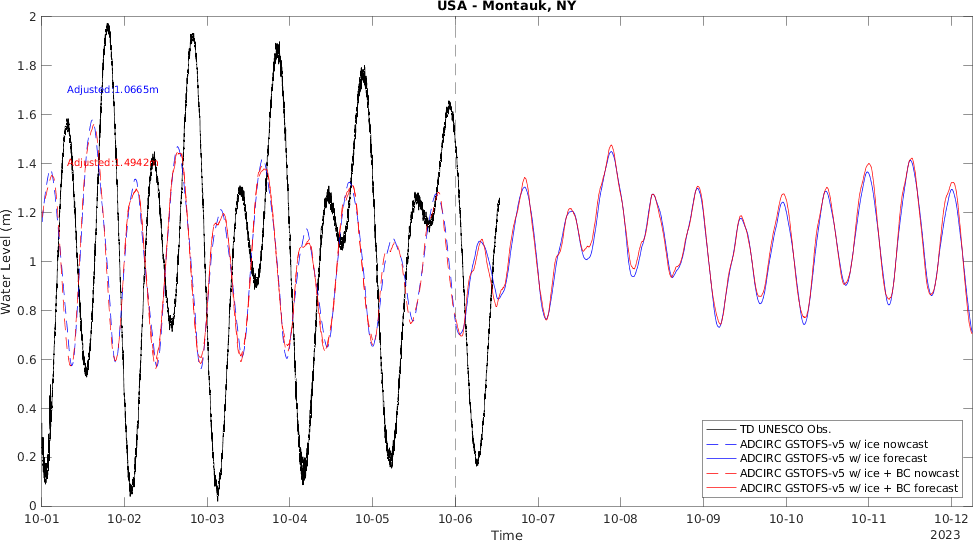 USA - Montauk, NY
2
1.8
1.6
1.4
1.2
1
0.8
0.6
0.4
0.2
0
Water Level (m)
Adjusted:1.0665m
Adjusted:1.4942m
TD UNESCO Obs.
ADCIRC GSTOFS-v5 w/ ice nowcast
ADCIRC GSTOFS-v5 w/ ice forecast
ADCIRC GSTOFS-v5 w/ ice + BC nowcast
ADCIRC GSTOFS-v5 w/ ice + BC forecast
10-01 10-02 10-03 10-04 10-05 10-06 10-07 10-08 10-09 10-10 10-11 10-12
Time
2023